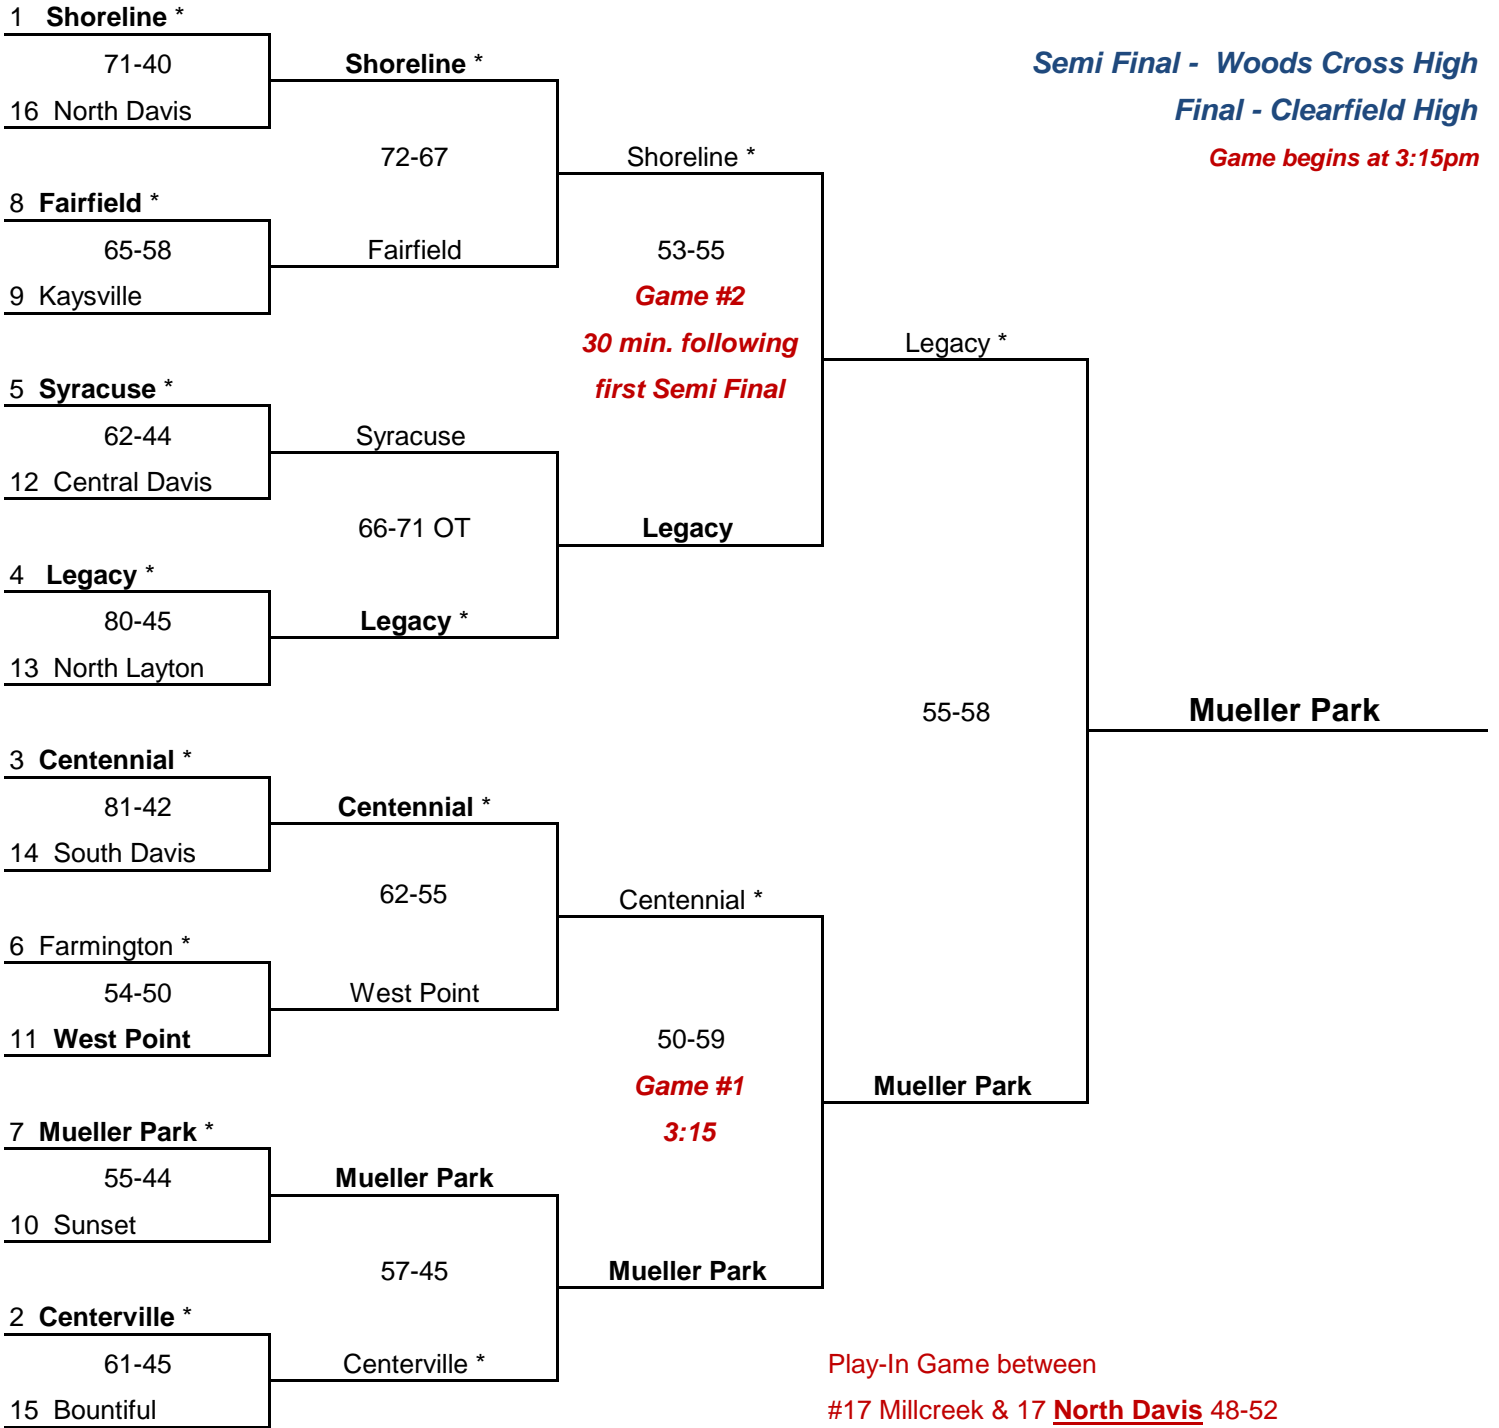 1 Shoreline *
71-40
16 North Davis
Shoreline *
72-67
8 Fairfield *
65-58
9 Kaysville
Fairfield
Shoreline *
53-55
Game #2
30 min. following
first Semi Final
5 Syracuse *
62-44
12 Central Davis
Syracuse
66-71 OT
4 Legacy *
80-45
13 North Layton
Legacy *
Legacy
Legacy *
55-58
Mueller Park
3 Centennial *
81-42
14 South Davis
Centennial *
62-55
6 Farmington *
54-50
11 West Point
West Point
Centennial *
50-59
Game #1
3:15
7 Mueller Park *
55-44
10 Sunset
Mueller Park
57-45
2 Centerville *
61-45
15 Bountiful
Centerville *
Mueller Park
Mueller Park
Semi Final - Woods Cross High
Final - Clearfield High
Game begins at 3:15pm
Play-In Game between
#17 Millcreek & 17 North Davis 48-52